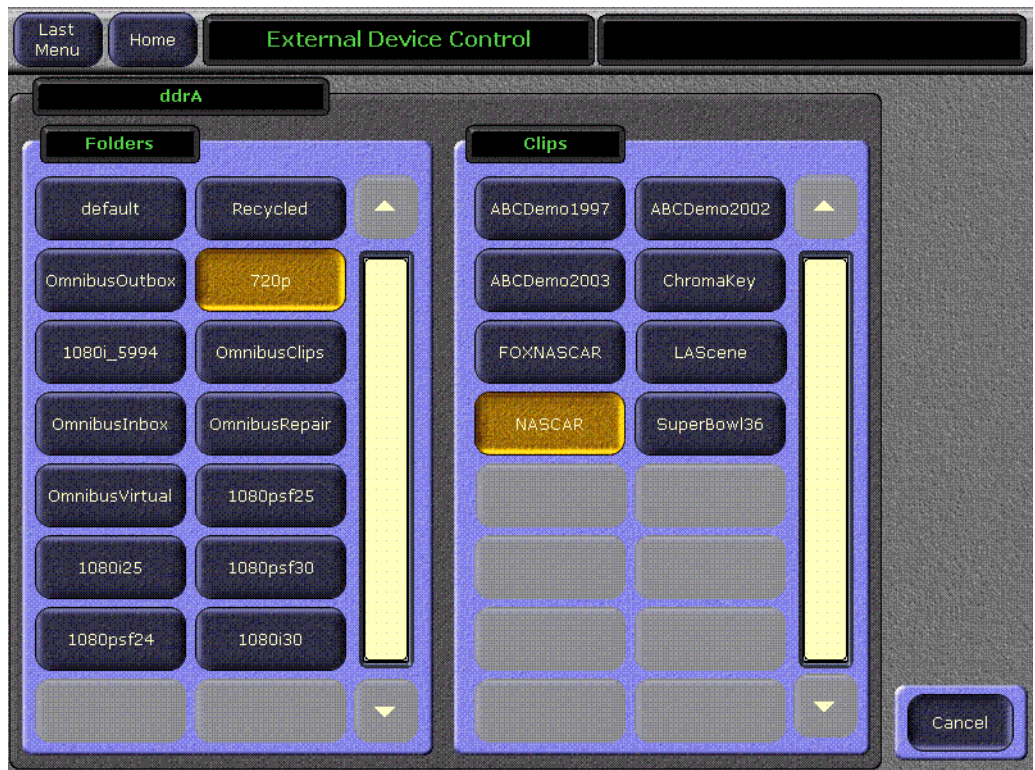 Last Menu
Home
External Device Control
ddrA
Folders
default
Recycled
OmnibusOutbox
720p
1080i_5994
OmnibusClips
OmnibusInbox
OmnibusRepair
OmnibusVirtual
1080psf25
1080i25
1080psf30
1080psf24
1080i30
Clips
ABCDemo1997
ABCDemo2002
ABCDemo2003
ChromaKey
FOXNASCAR
LAScene
NASCAR
SuperBowl36
Cancel